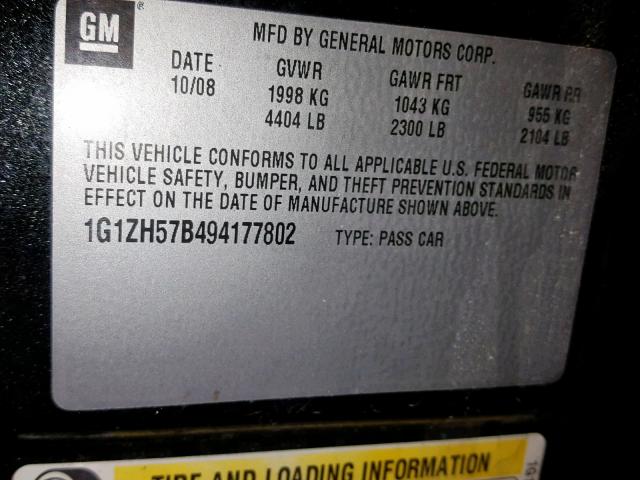 GM ®
MFD BY GENERAL MOTORS CORP.
DATE GVWR GAWR FRT GAWR RR
10/08 1998 KG 1043 KG 955 KG
4404 LB 2300 LB 2104 LB
THIS VEHICLE CONFORMS TO ALL APPLICABLE U.S. FEDERAL MOTOR
VEHICLE SAFETY, BUMPER, AND THEFT PREVENTION STANDARDS IN
EFFECT ON THE DATE OF MANUFACTURE SHOWN ABOVE.
1G1ZH57B494177802 TYPE: PASS CAR
TIRE AND LOADING INFORMATION